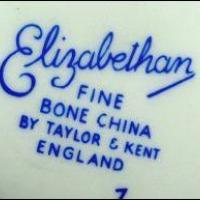 Elizabethan
FINE
BONE CHINA
BY TAYLOR & KENT
ENGLAND
7